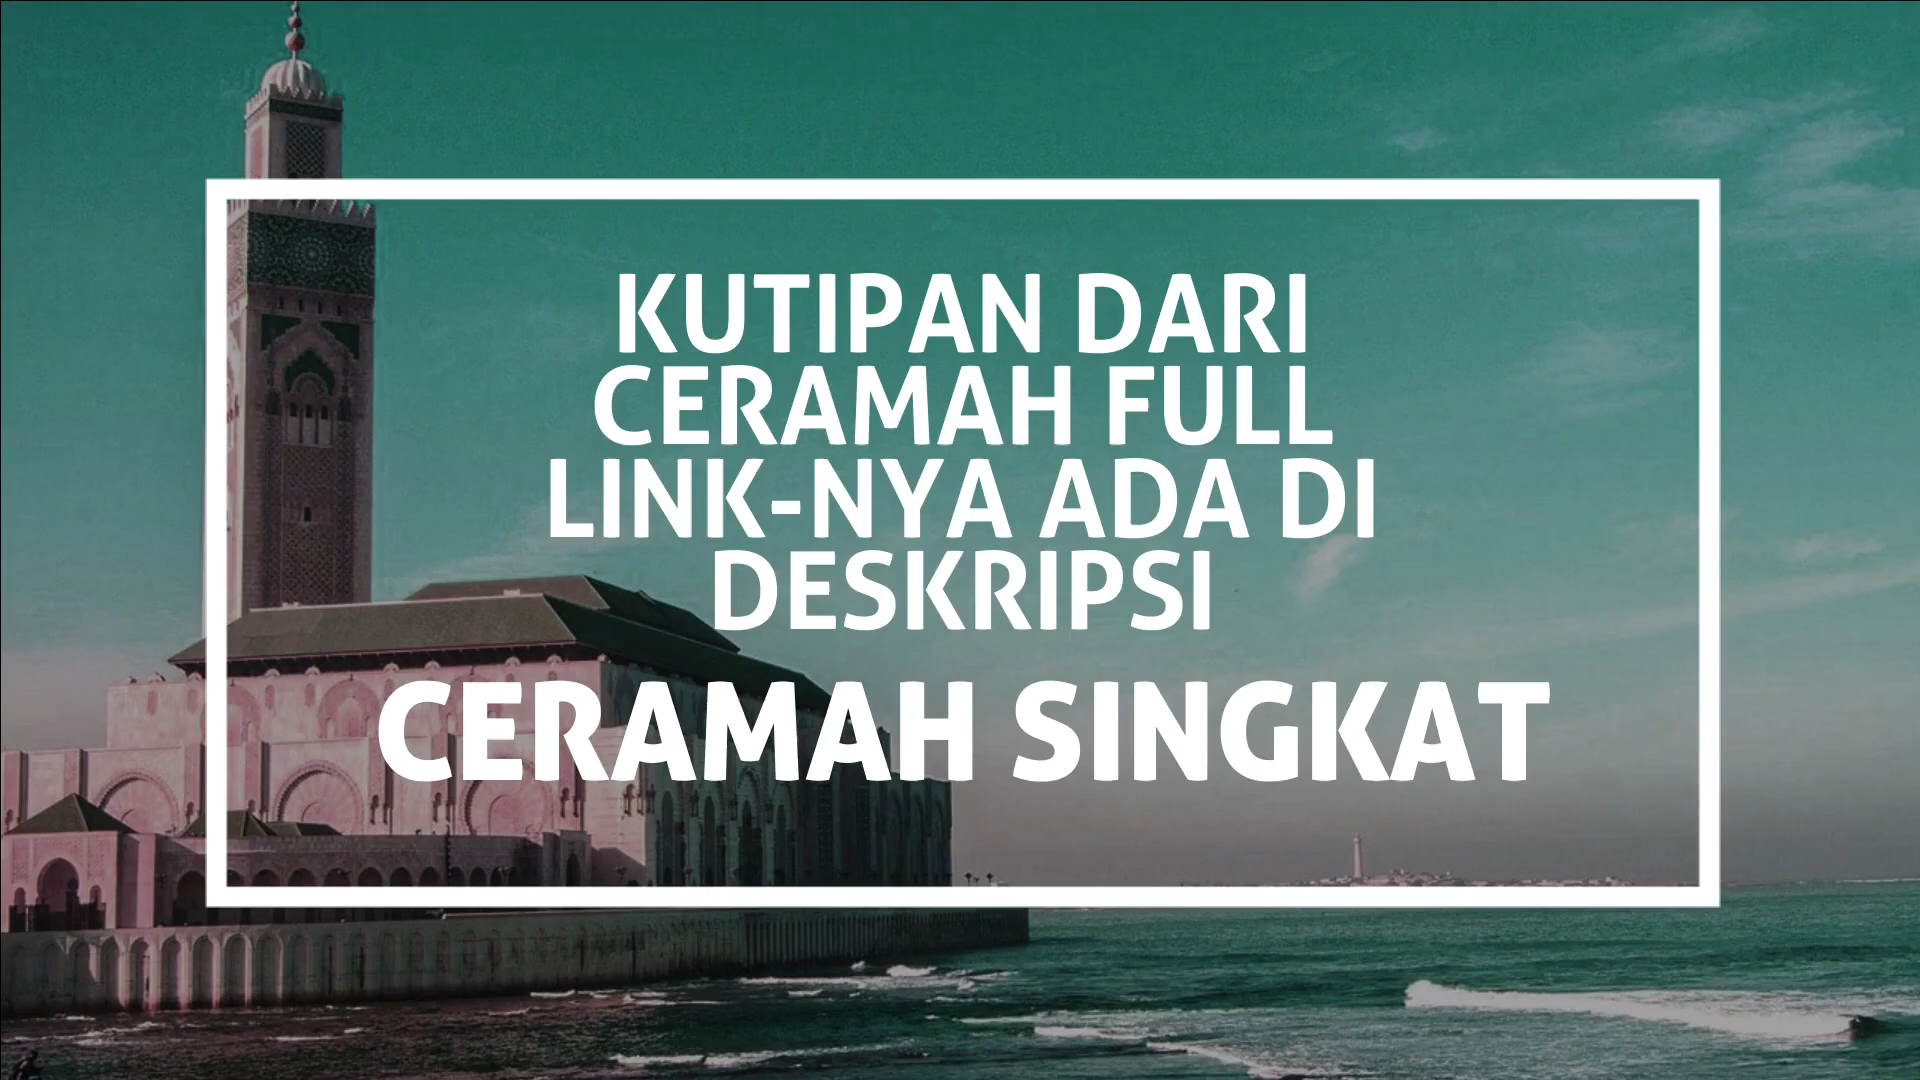 KUTIPAN DARI
CERAMAH FULL
LINK-NYA ADA DI
DESKRIPSI
CERAMAH SINGKAT